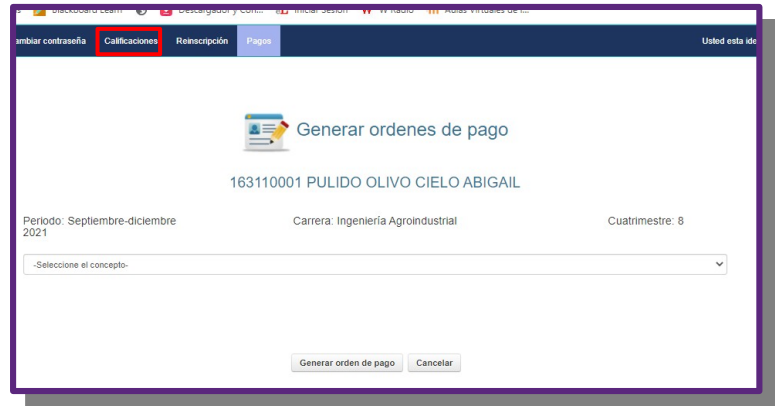 Blackboard Learn Descargador y Con... Iniciar Sesión W Radio Aulas Virtuales de l...
ambiar contraseña Calificaciones Reinscripción Pagos Usted esta ide
Generar ordenes de pago
163110001 PULIDO OLIVO CIELO ABIGAIL
Periodo: Septiembre-diciembre 2021 Carrera: Ingeniería Agroindustrial Cuatrimestre: 8
-Seleccione el concepto-
Generar orden de pago Cancelar